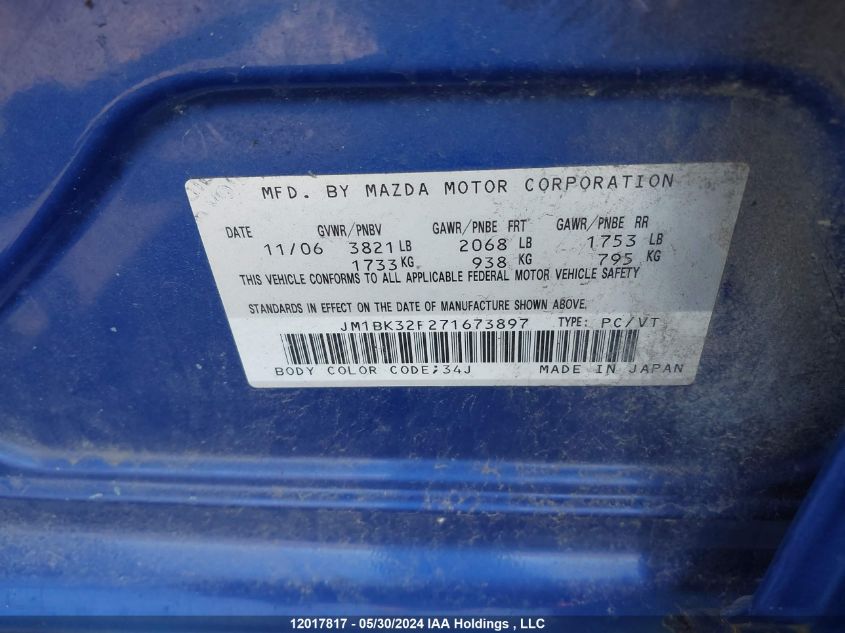 MFD. BY MAZDA MOTOR CORPORATION
DATE GVWR/PNBV GAWR/PNBE FRT GAWR/PNBE RR
11/06 3821 LB 2068 LB 1753 LB
1733 KG 938 KG 795 KG
THIS VEHICLE CONFORMS TO ALL APPLICABLE FEDERAL MOTOR VEHICLE SAFETY
STANDARDS IN EFFECT ON THE DATE OF MANUFACTURE SHOWN ABOVE.
JM1BK32F271673897 TYPE: PC/VT
BODY COLOR CODE;34J MADE IN JAPAN
12017817 - 05/30/2024 IAA Holdings , LLC